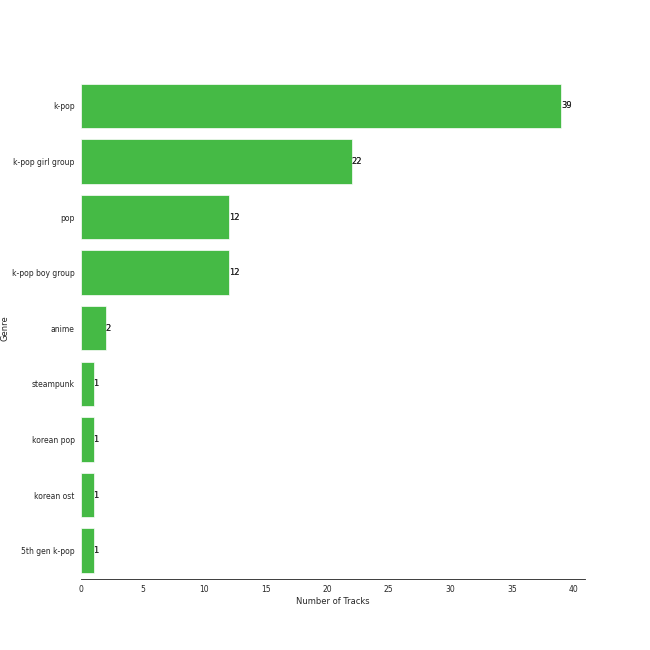 k-pop 39
k-pop girl group 22
pop 12
k-pop boy group 12
anime 2
steampunk 1
korean pop 1
korean ost 1
5th gen k-pop 1
Genre
0 5 10 15 20 25 30 35 40
Number of Tracks